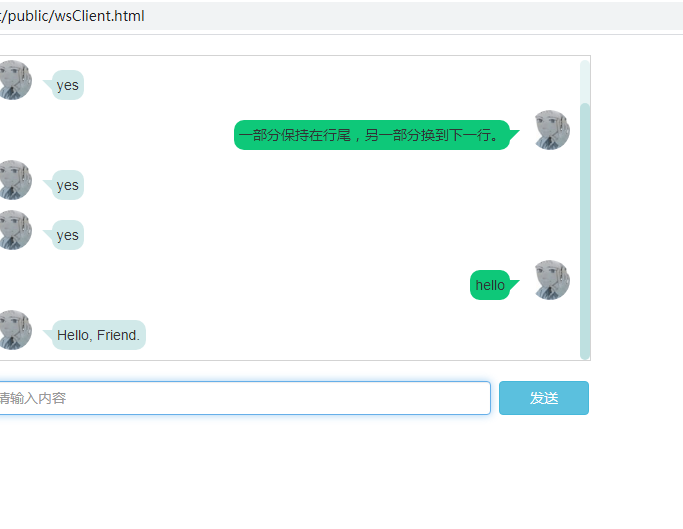 t/public/wsClient.html
yes
一部分保持在行尾，另一部分换到下一行。
yes
yes
hello
Hello, Friend.
请输入内容
发送